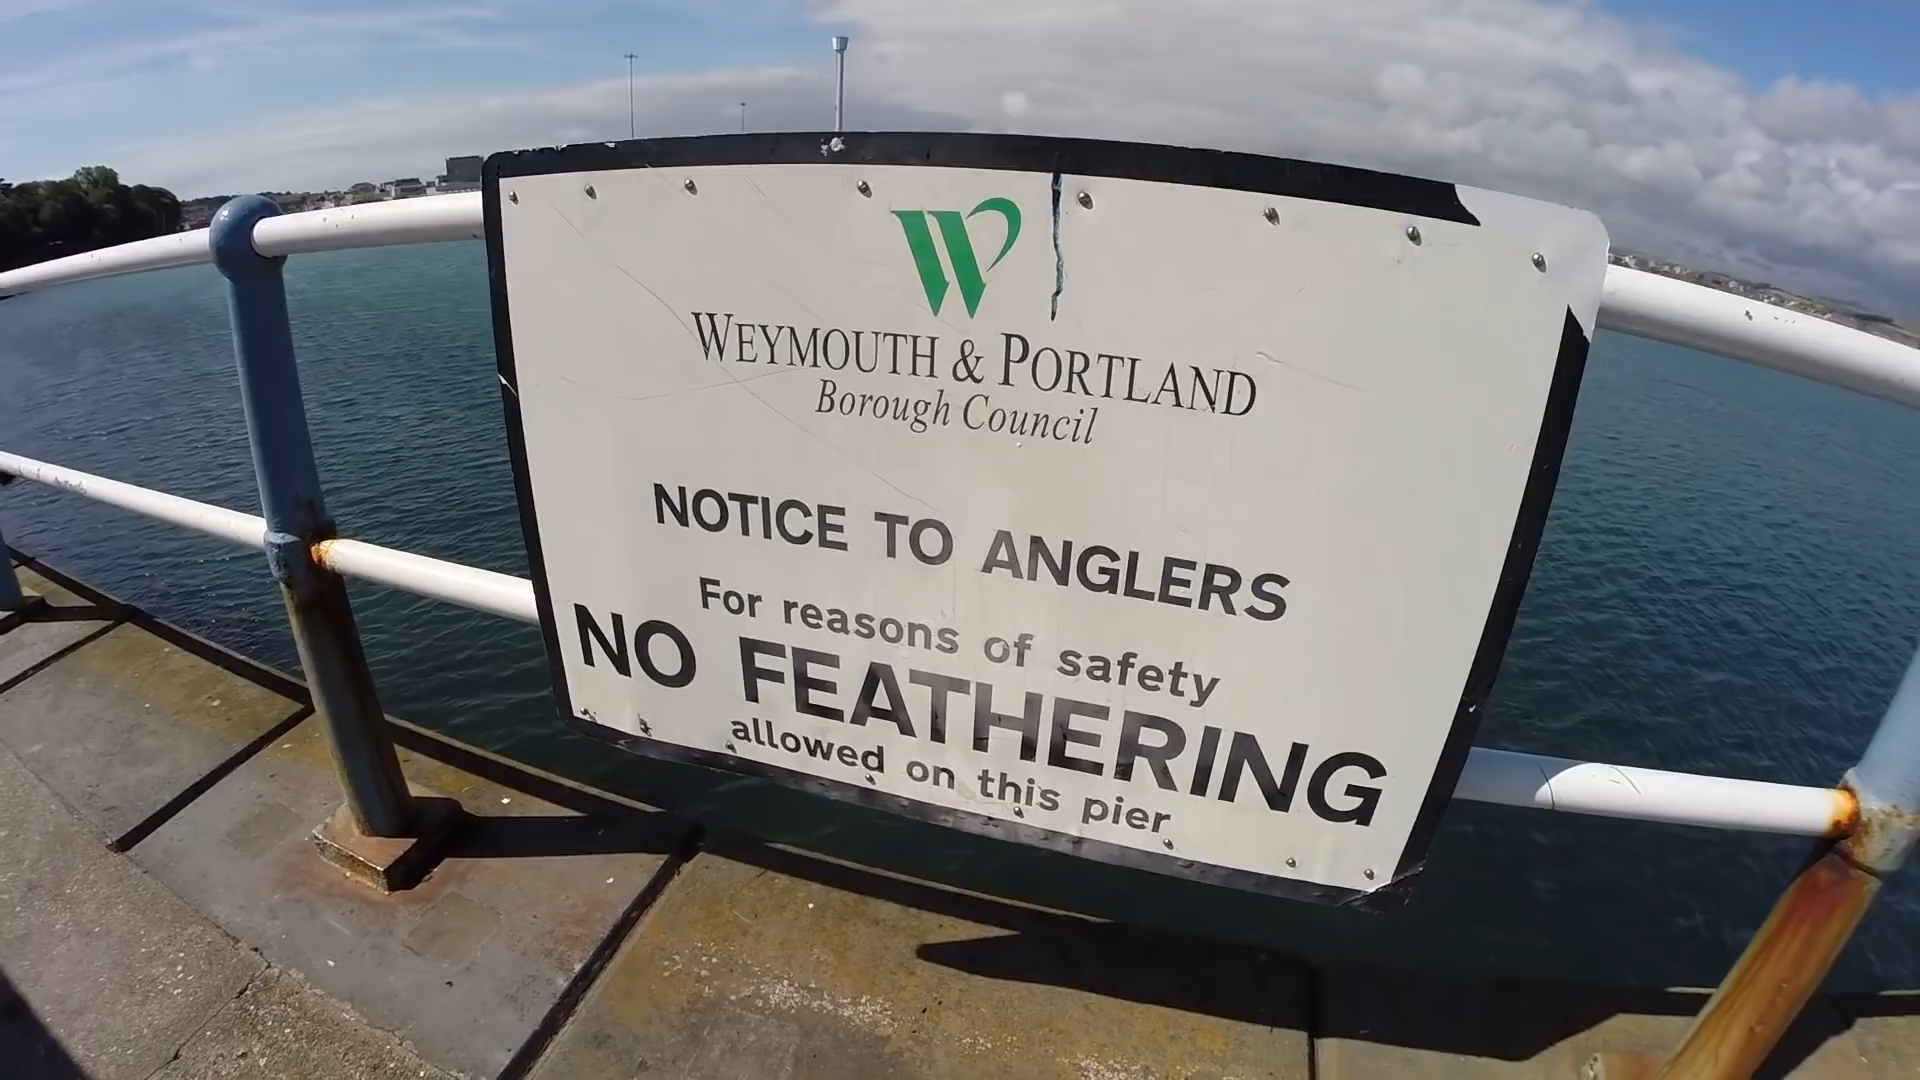 W
WEYMOUTH & PORTLAND
Borough Council
NOTICE TO ANGLERS
For reasons of safety
NO FEATHERING
allowed on this pier